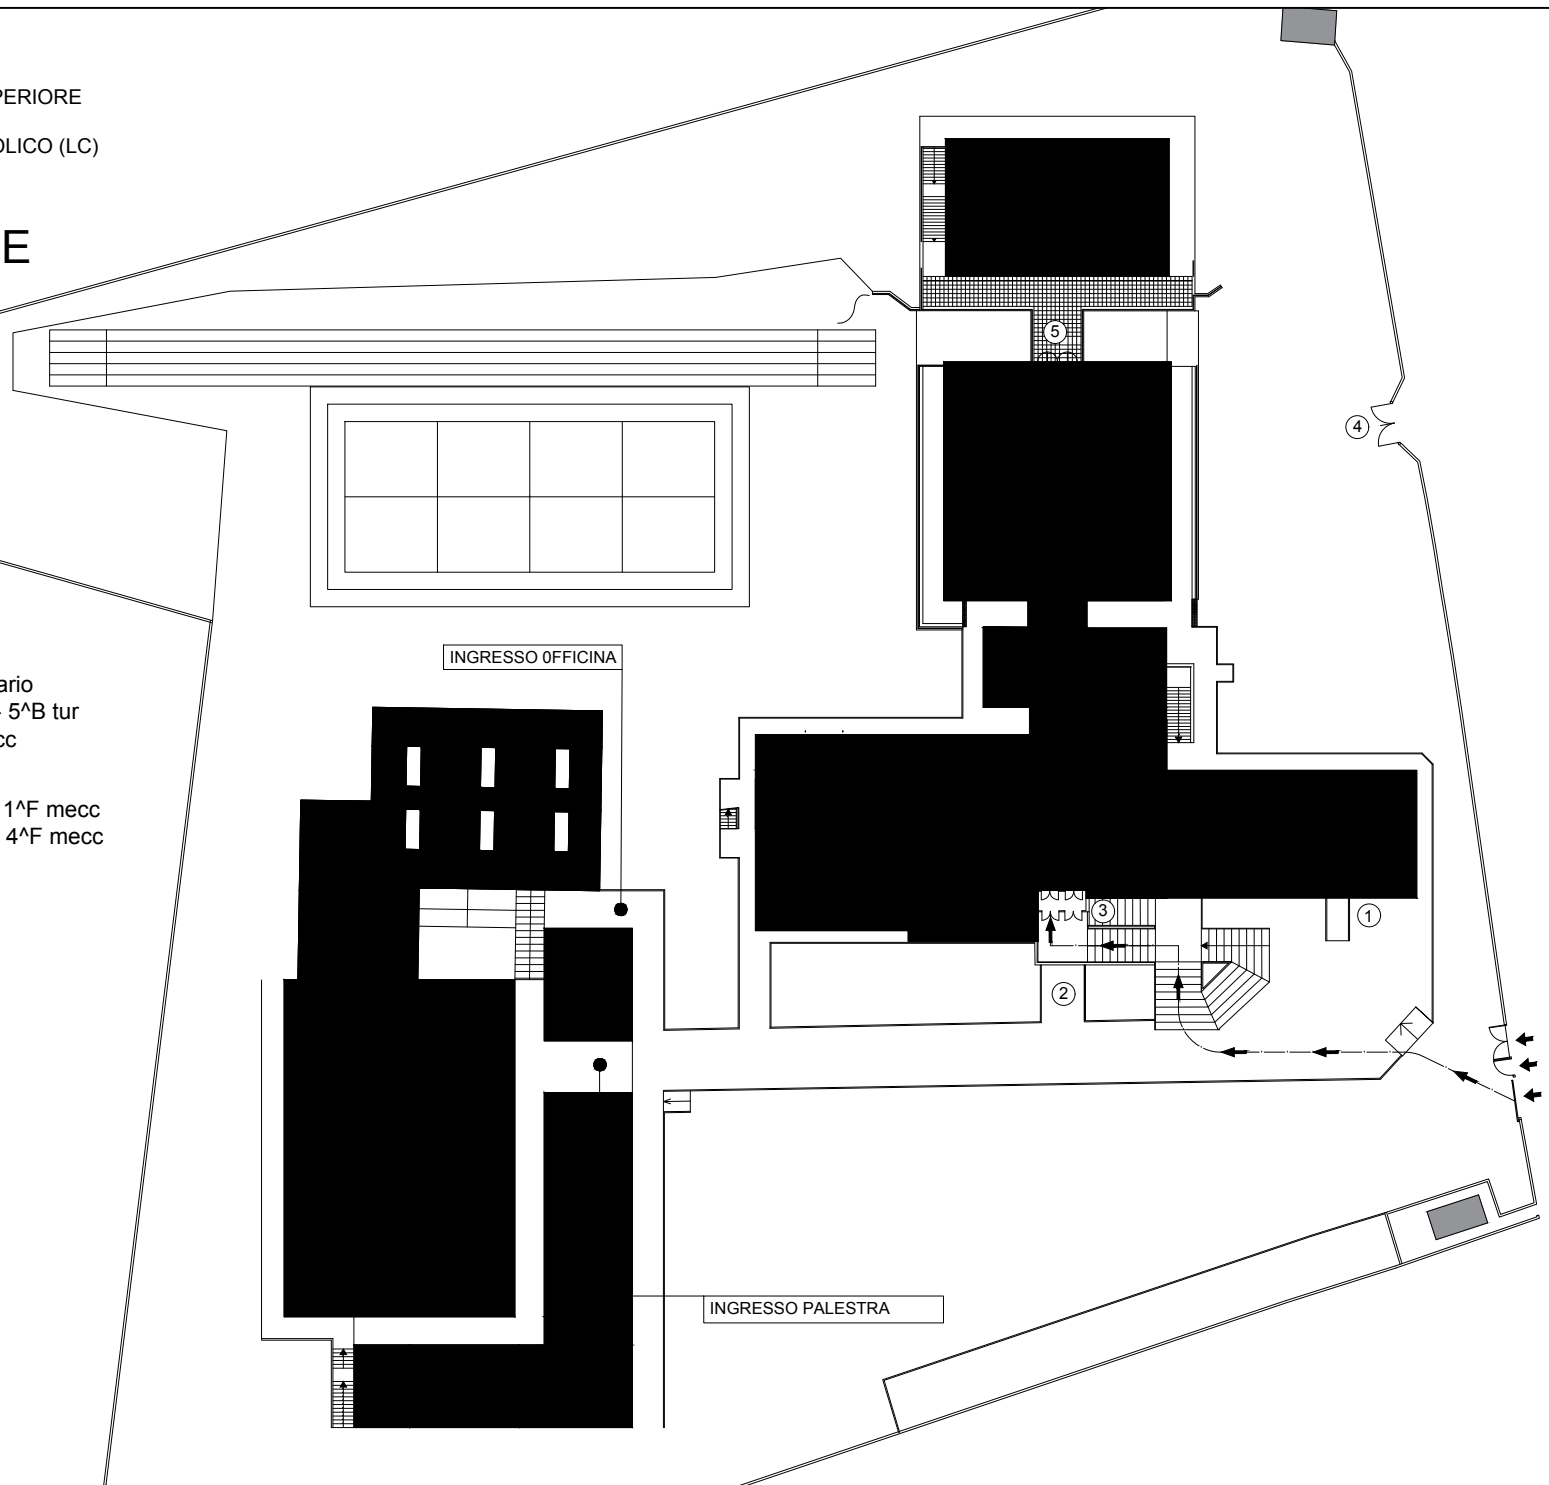 PERIORE
OLICO (LC)
E
5
4
INGRESSO 0FFICINA
ario
- 5^B tur
cc
1^F mecc
4^F mecc
3
1
2
INGRESSO PALESTRA